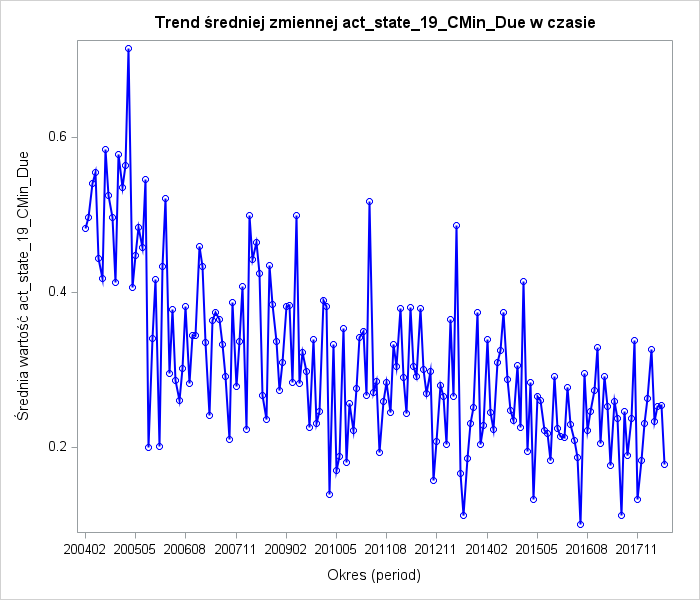 Trend średniej zmiennej act_state_19_CMin_Due w czasie
Średnia wartość act_state_19_CMin_Due
0.6
0.4
0.2
200402 200505 200608 200711 200902 201005 201108 201211 201402 201505 201608 201711
Okres (period)